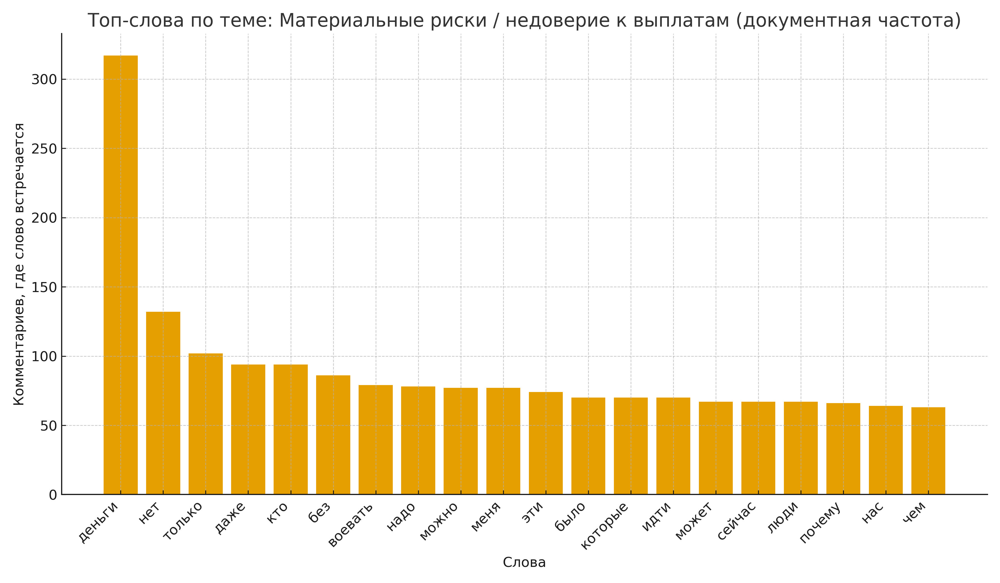 Топ-слова по теме: Материальные риски / недоверие к выплатам (документная частота)
Комментариев, где слово встречается
300
250
200
150
100
50
0
деньги
нет
только
даже
кто
без
воевать
надо
можно
меня
эти
было
которые
идти
может
сейчас
люди
почему
нас
чем
Слова